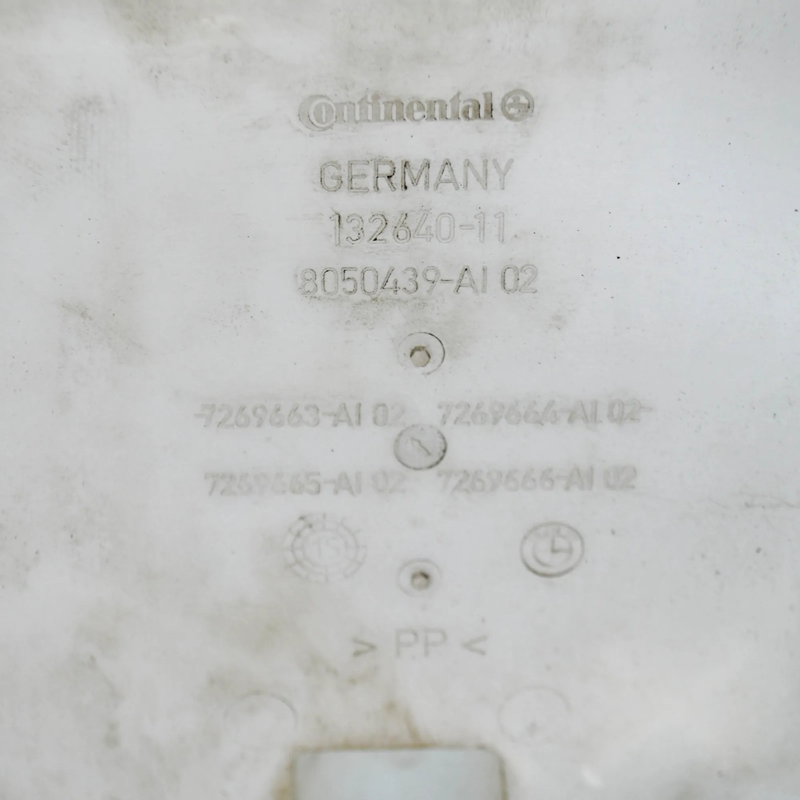 Continental
GERMANY
132640-11
8050439-AI 02
7269663-AI 02 7269664-AI 02
7269665-AI 02 7269666-AI 02
> PP <